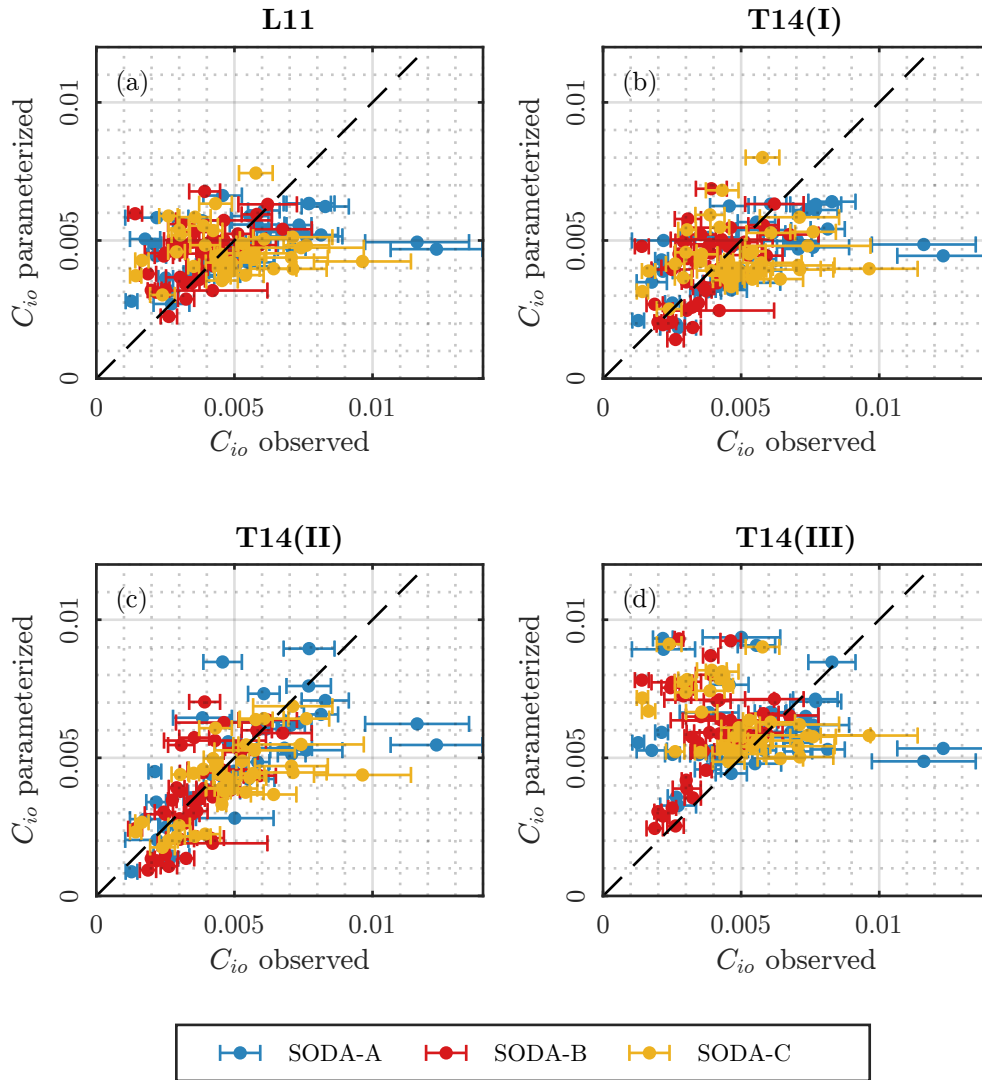 L11
T14(I)
(a)
(b)
C_io parameterized
0.01
0.005
0
C_io parameterized
0.01
0.005
0
0 0.005 0.01
0 0.005 0.01
C_io observed
C_io observed
T14(II)
T14(III)
(c)
(d)
C_io parameterized
0.01
0.005
0
C_io parameterized
0.01
0.005
0
0 0.005 0.01
0 0.005 0.01
C_io observed
C_io observed
SODA-A SODA-B SODA-C